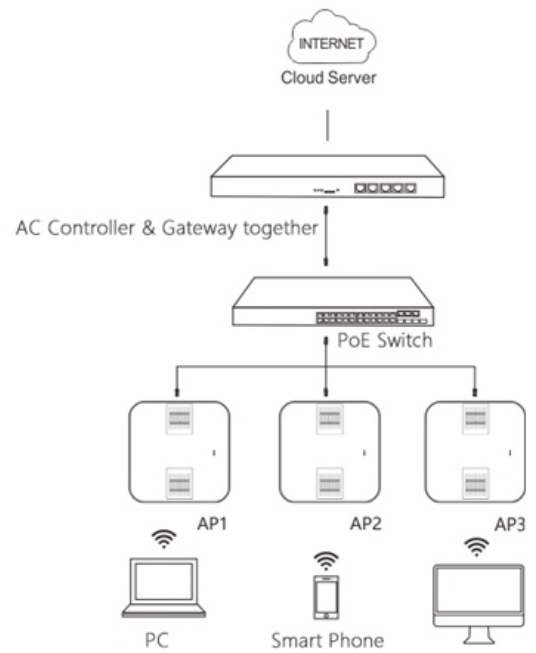 INTERNET
Cloud Server
AC Controller & Gateway together
PoE Switch
AP1
AP2
AP3
PC
Smart Phone